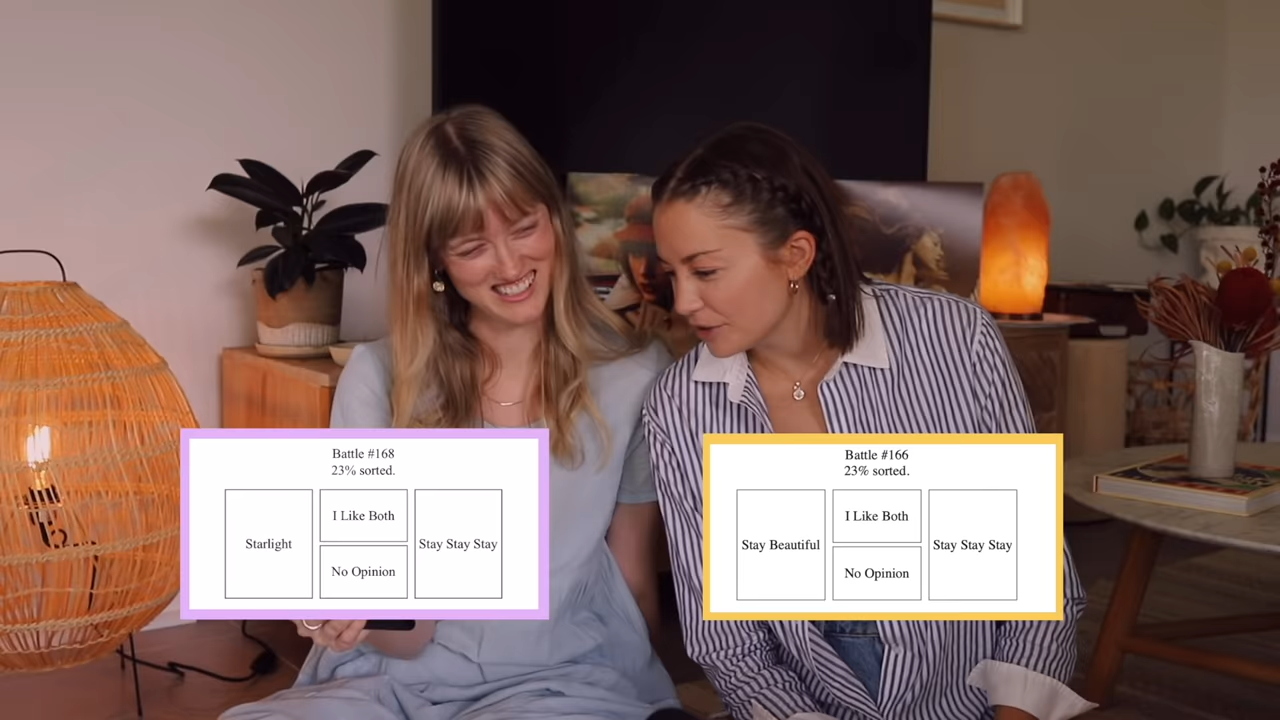 Battle #168
23% sorted.
Starlight
I Like Both
No Opinion
Stay Stay Stay
Battle #166
23% sorted.
Stay Beautiful
I Like Both
No Opinion
Stay Stay Stay